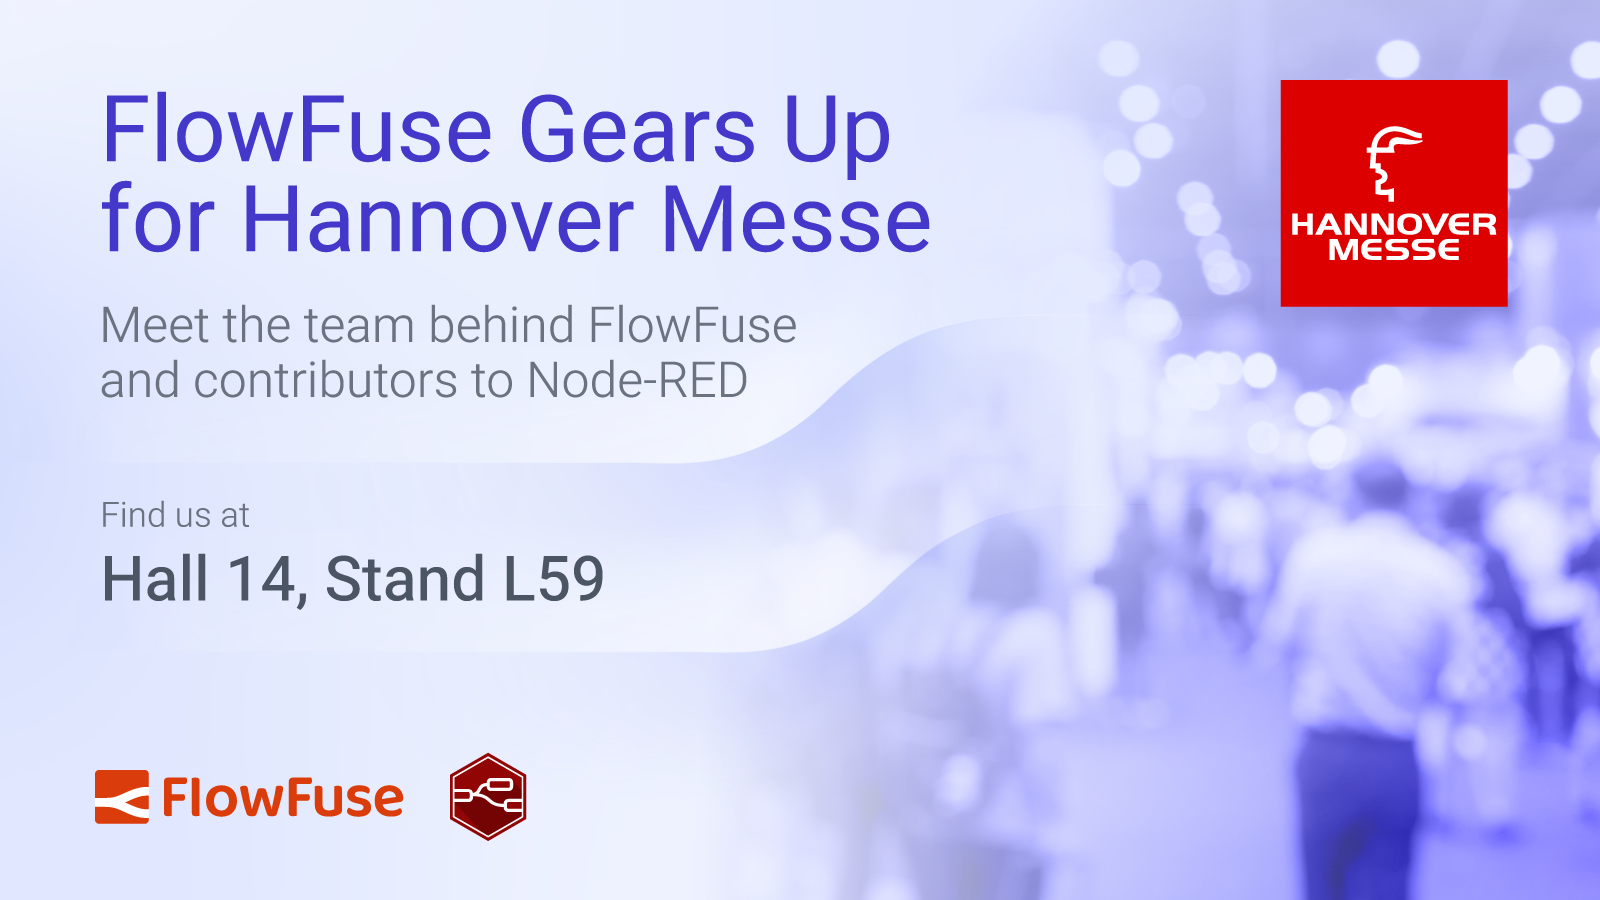 FlowFuse Gears Up
for Hannover Messe
Meet the team behind FlowFuse
and contributors to Node-RED
Find us at
Hall 14, Stand L59
FlowFuse
HANNOVER
MESSE